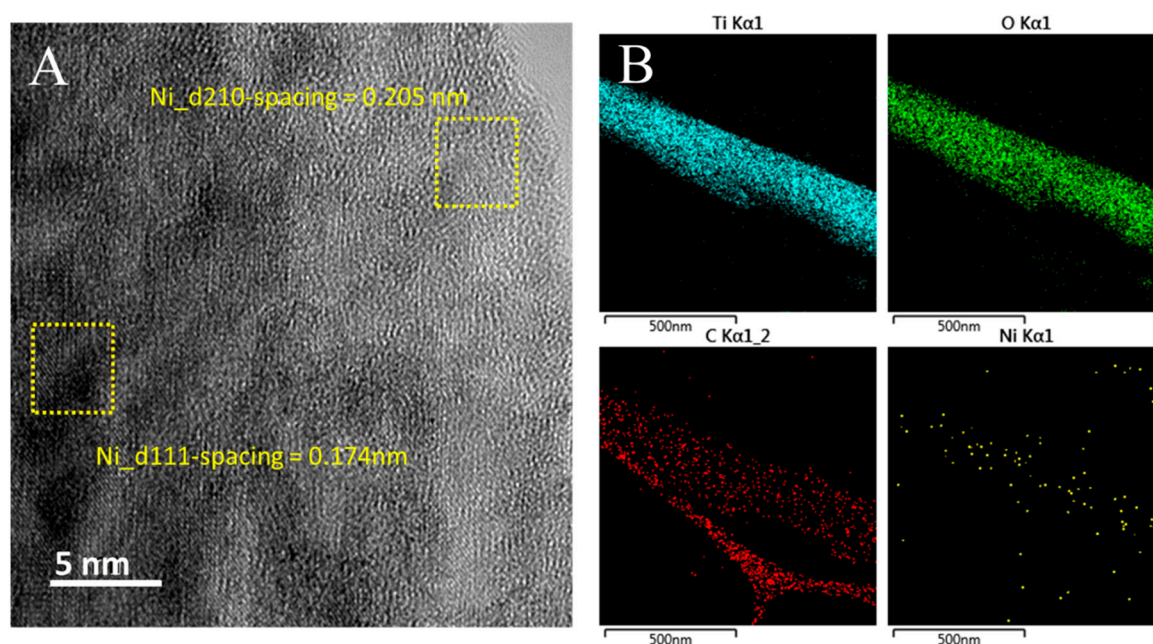 A
Ni_d210-spacing = 0.205 nm
Ni_d111-spacing = 0.174nm
5 nm
B
Ti Kα1
O Kα1
500nm
500nm
C Kα1_2
Ni Kα1
500nm
500nm